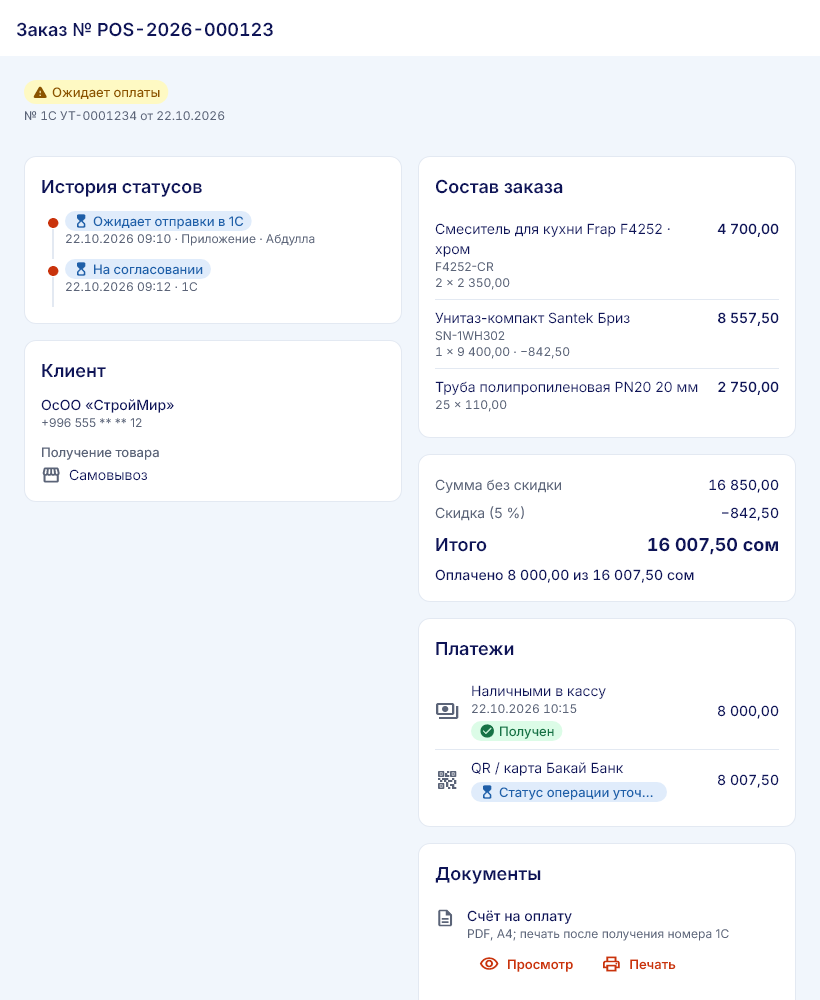 Заказ № POS-2026-000123
Ожидает оплаты
№ 1С УТ-0001234 от 22.10.2026
История статусов
Ожидает отправки в 1С
22.10.2026 09:10 · Приложение · Абдулла
На согласовании
22.10.2026 09:12 · 1С
Клиент
ОсОО «СтройМир»
+996 555 ** ** 12
Получение товара
Самовывоз
Состав заказа
Смеситель для кухни Frap F4252 · 4 700,00
хром
F4252-CR
2 × 2 350,00
Унитаз-компакт Santek Бриз 8 557,50
SN-1WH302
1 × 9 400,00 · −842,50
Труба полипропиленовая PN20 20 мм 2 750,00
25 × 110,00
Сумма без скидки 16 850,00
Скидка (5 %) −842,50
Итого 16 007,50 сом
Оплачено 8 000,00 из 16 007,50 сом
Платежи
Наличными в кассу
22.10.2026 10:15 8 000,00
Получен
QR / карта Бакай Банк 8 007,50
Статус операции уточ...
Документы
Счёт на оплату
PDF, A4; печать после получения номера 1С
Просмотр Печать